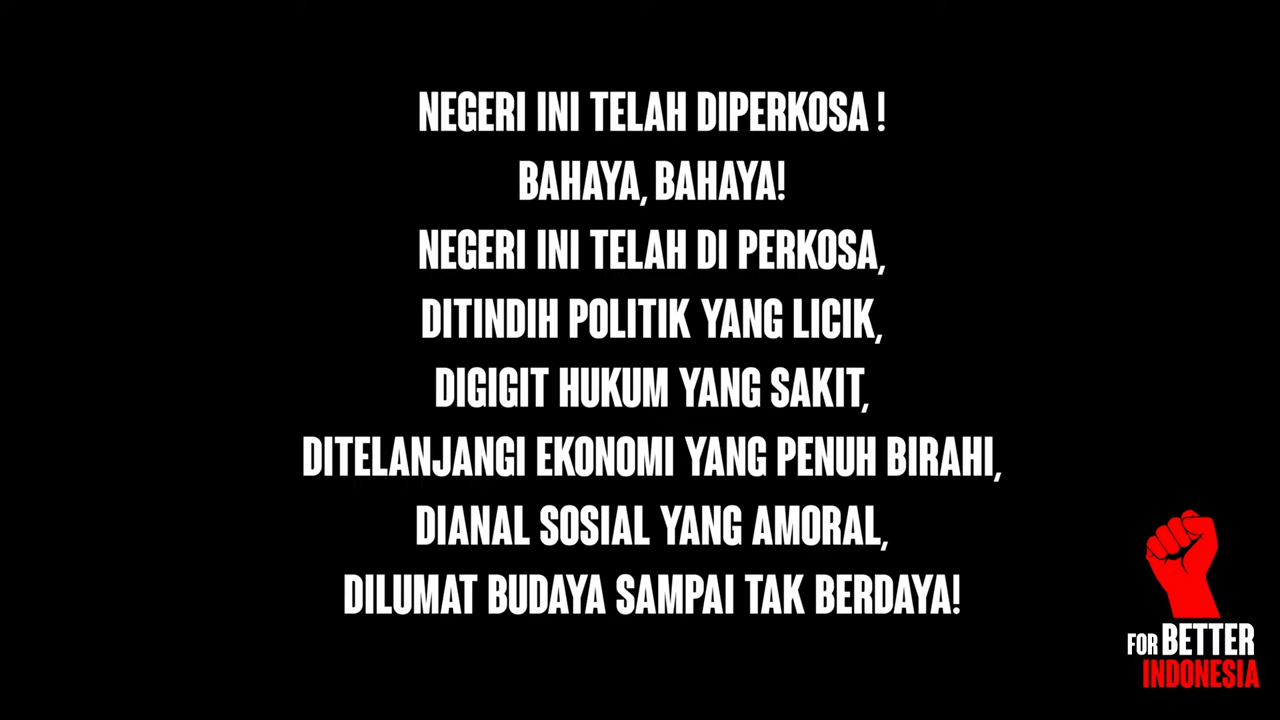 NEGERI INI TELAH DIPERKOSA !
BAHAYA, BAHAYA!
NEGERI INI TELAH DI PERKOSA,
DITINDIH POLITIK YANG LICIK,
DIGIGIT HUKUM YANG SAKIT,
DITELANJANGI EKONOMI YANG PENUH BIRAHI,
DIANAL SOSIAL YANG AMORAL,
DILUMAT BUDAYA SAMPAI TAK BERDAYA!
FOR BETTER
INDONESIA